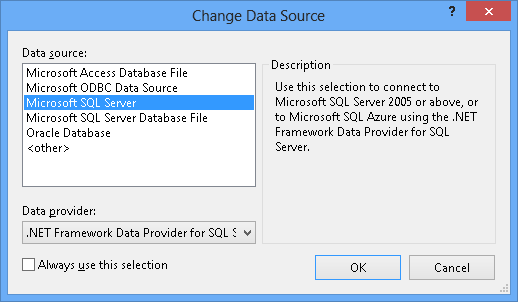 Change Data Source
?
Data source:
Microsoft Access Database File
Microsoft ODBC Data Source
Microsoft SQL Server
Microsoft SQL Server Database File
Oracle Database
<other>
Description
Use this selection to connect to
Microsoft SQL Server 2005 or above, or
to Microsoft SQL Azure using the .NET
Framework Data Provider for SQL
Server.
Data provider:
.NET Framework Data Provider for SQL S
Always use this selection
OK
Cancel